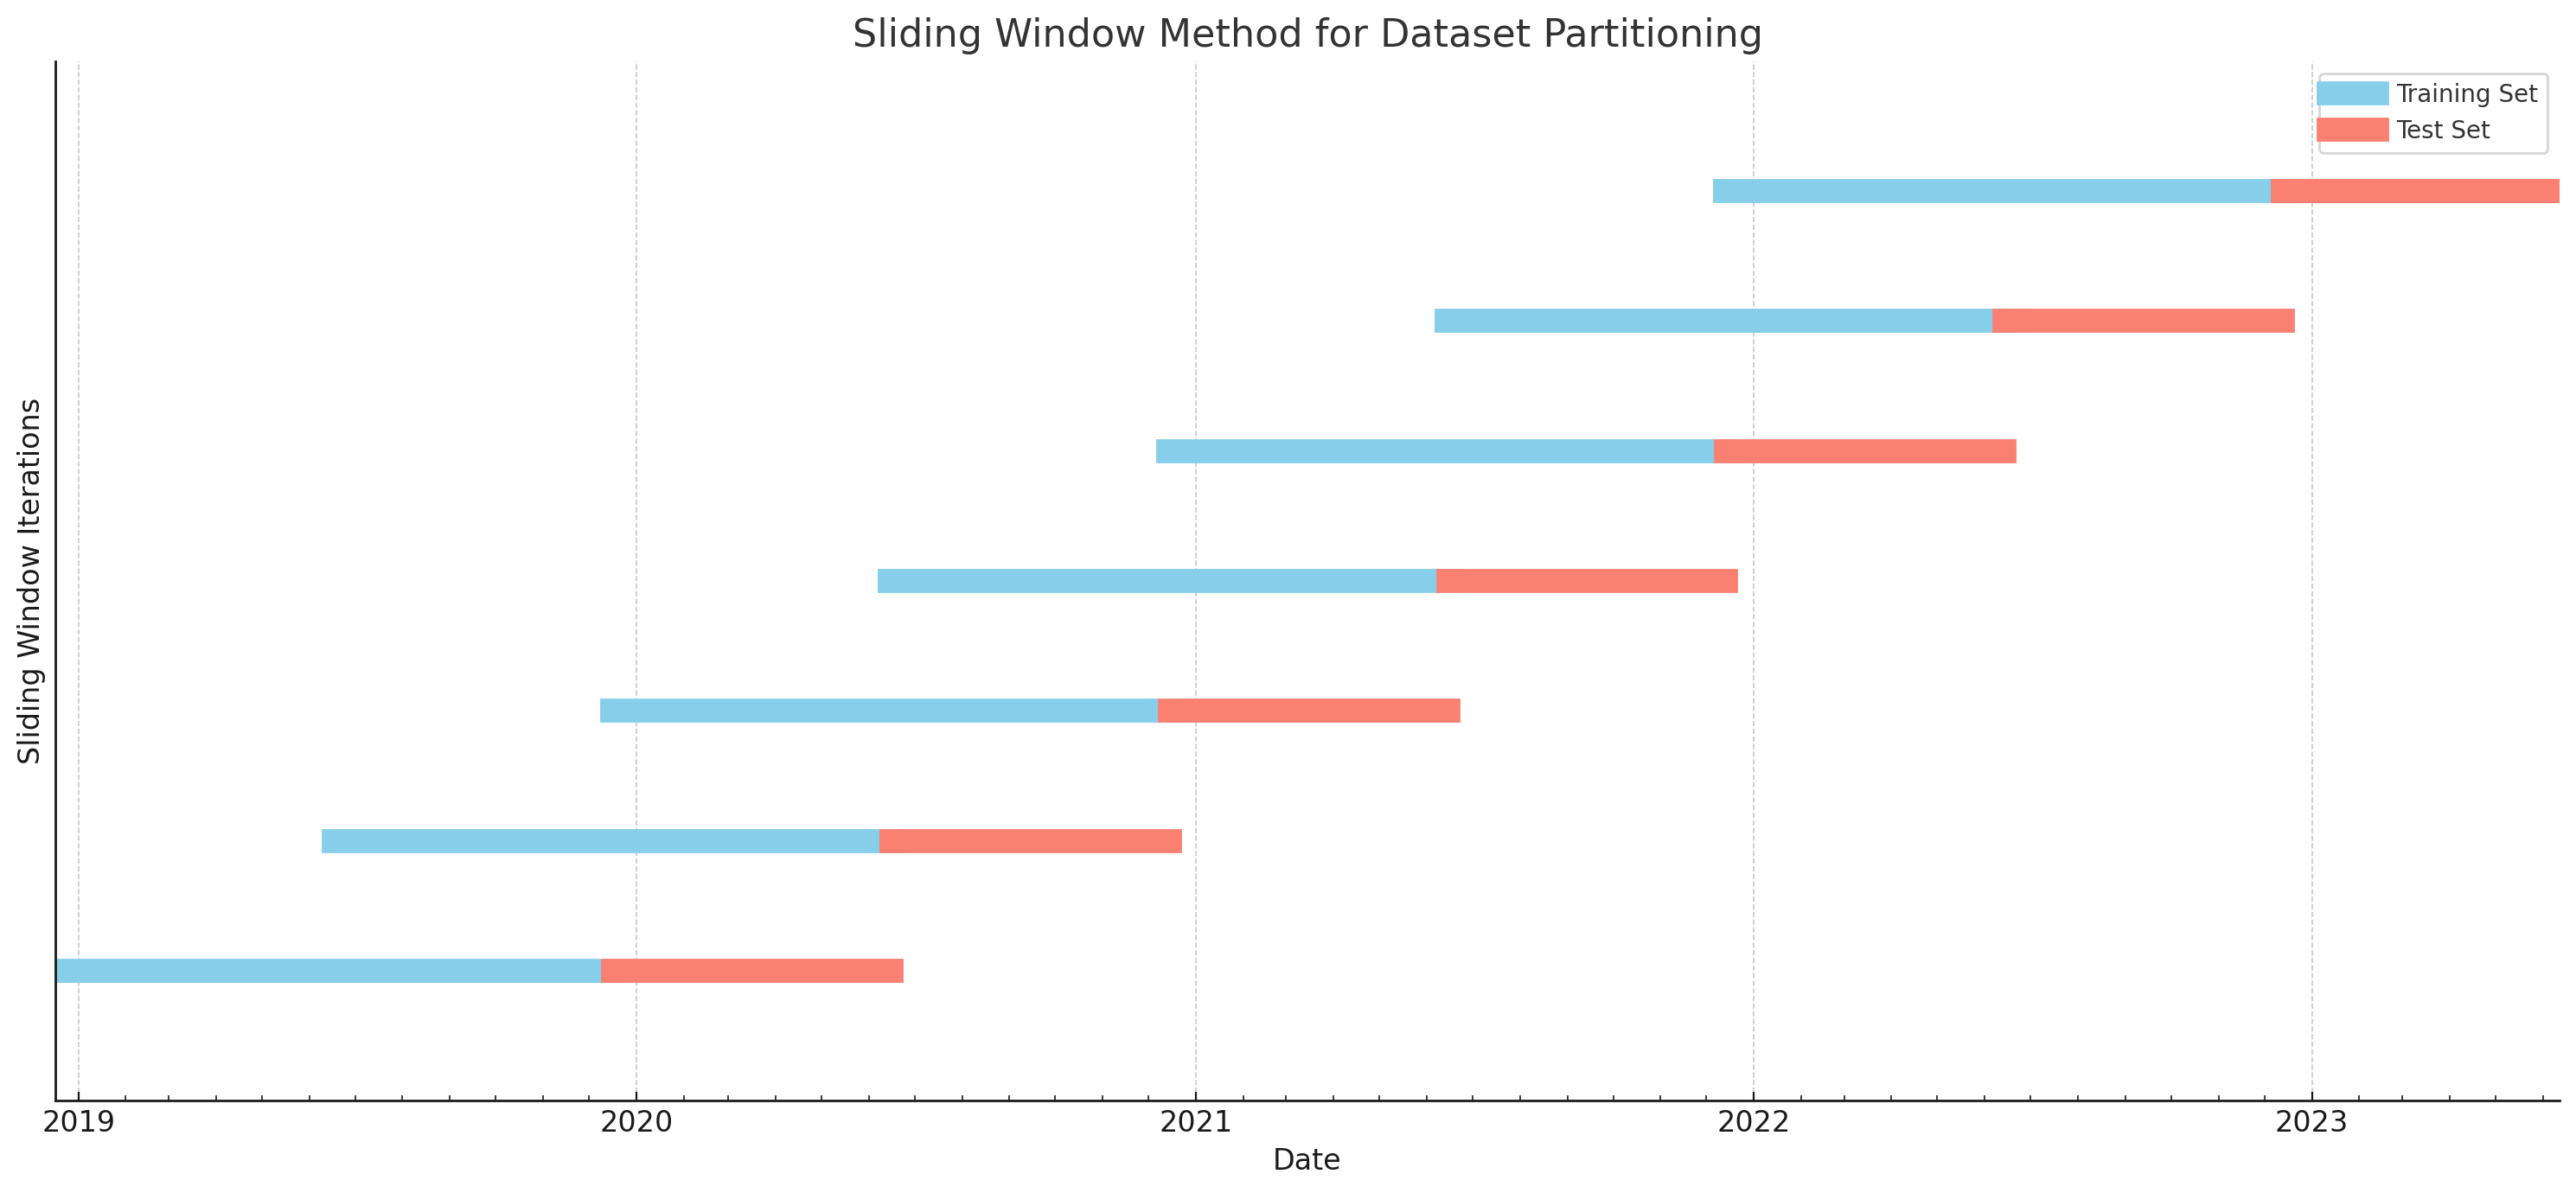 Sliding Window Method for Dataset Partitioning
Training Set
Test Set
Sliding Window Iterations
2019 2020 2021 2022 2023
Date